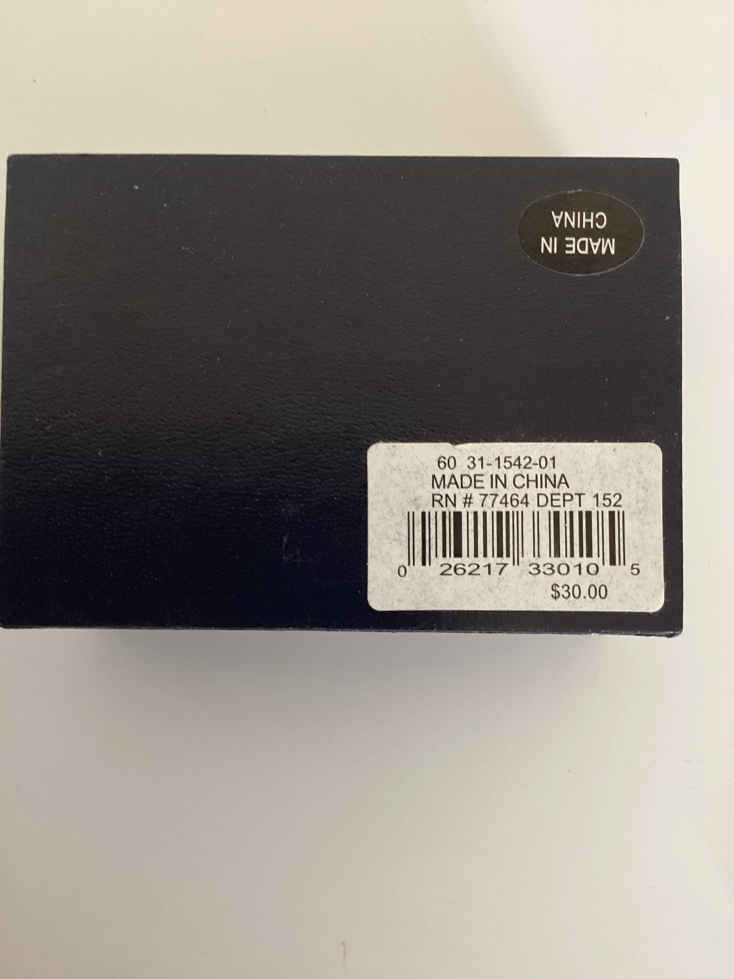 MADE IN
CHINA
60 31-1542-01
MADE IN CHINA
RN # 77464 DEPT 152
0 26217 33010 5
$30.00